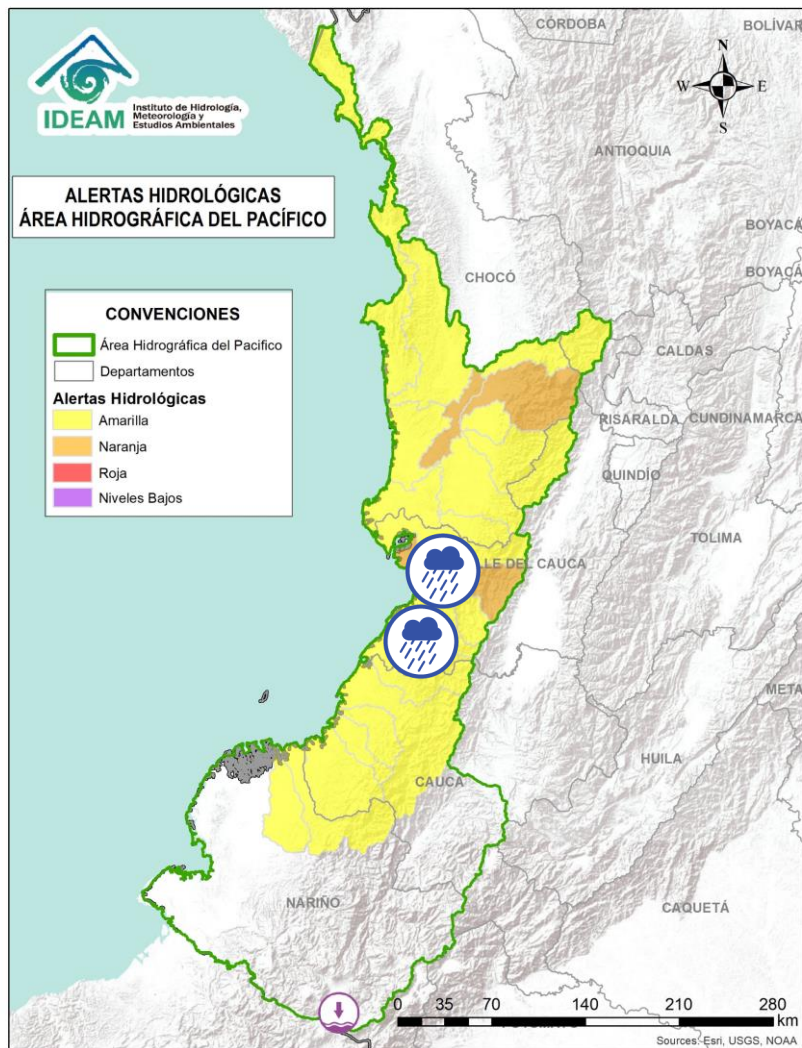 IDEAM
Instituto de Hidrología,
Meteorología y
Estudios Ambientales
ALERTAS HIDROLÓGICAS
ÁREA HIDROGRÁFICA DEL PACÍFICO
CONVENCIONES
Área Hidrográfica del Pacifico
Departamentos
Alertas Hidrológicas
Amarilla
Naranja
Roja
Niveles Bajos
N
W
E
S
CÓRDOBA
BOLÍVAR
ANTIOQUIA
BOYACÁ
BOYACÁ
CHOCÓ
CALDAS
RISARALDA
CUNDINAMARCA
QUINDÍO
TOLIMA
LLE DEL CAUCA
META
HUILA
CAUCA
CAQUETÁ
NARIÑO
0 35 70 140 210 280
km
Sources: Esri, USGS, NOAA